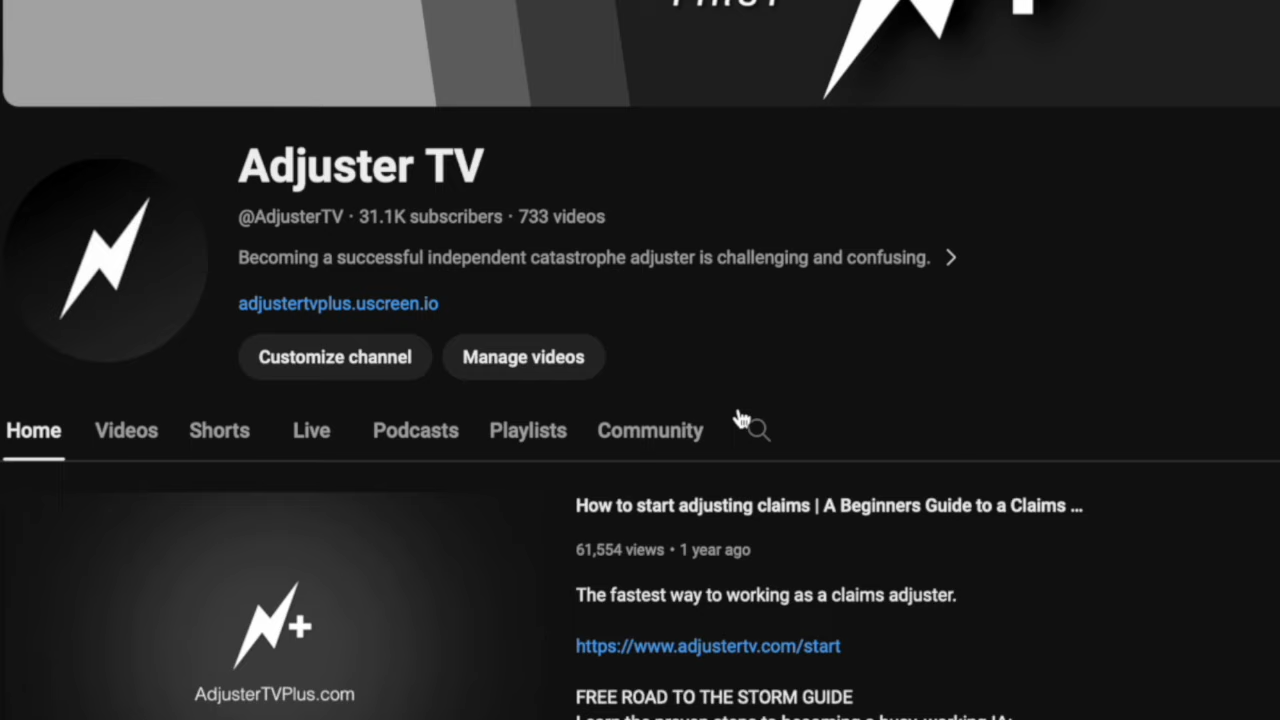 Adjuster TV
@AdjusterTV · 31.1K subscribers · 733 videos
Becoming a successful independent catastrophe adjuster is challenging and confusing.
adjustertvplus.uscreen.io
Customize channel Manage videos
Home Videos Shorts Live Podcasts Playlists Community
How to start adjusting claims | A Beginners Guide to a Claims ...
61,554 views • 1 year ago
The fastest way to working as a claims adjuster.
https://www.adjustertv.com/start
AdjusterTVPlus.com
FREE ROAD TO THE STORM GUIDE